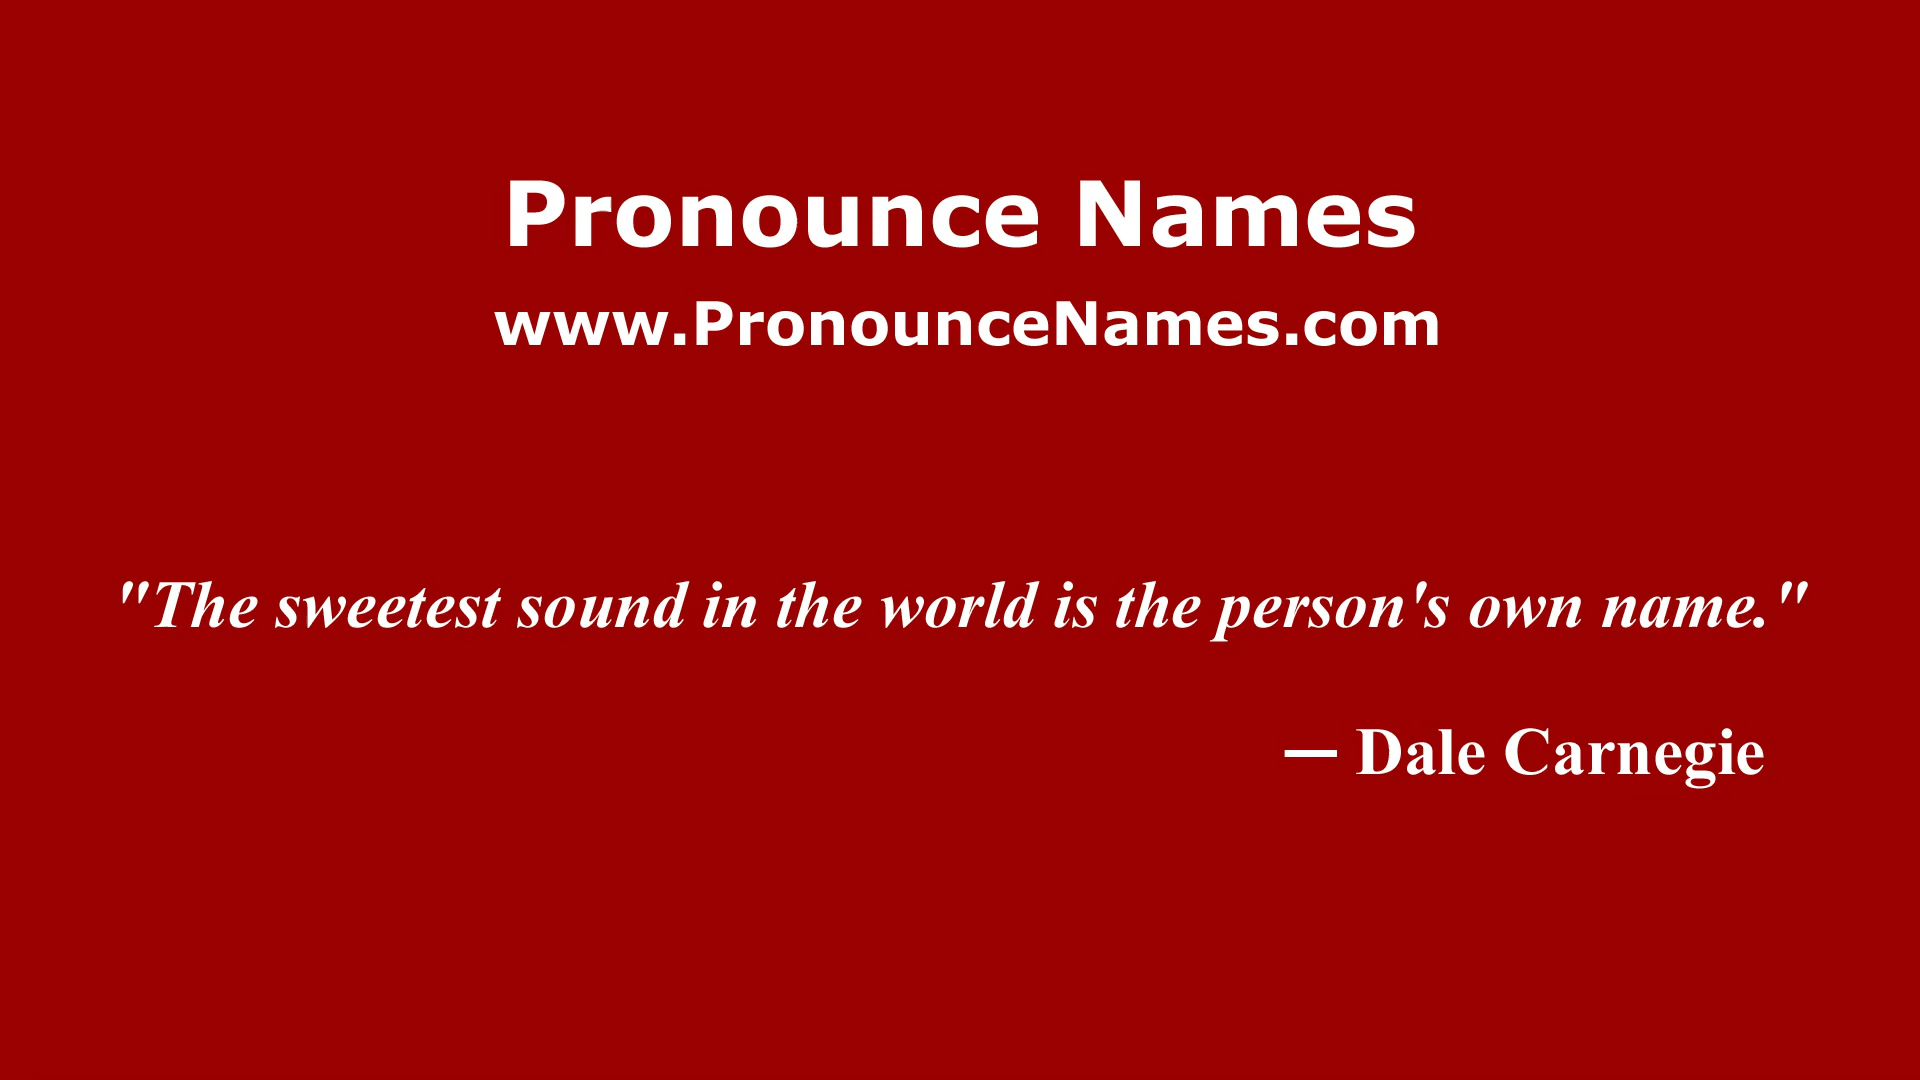 Pronounce Names
www.PronounceNames.com
"The sweetest sound in the world is the person's own name."
— Dale Carnegie